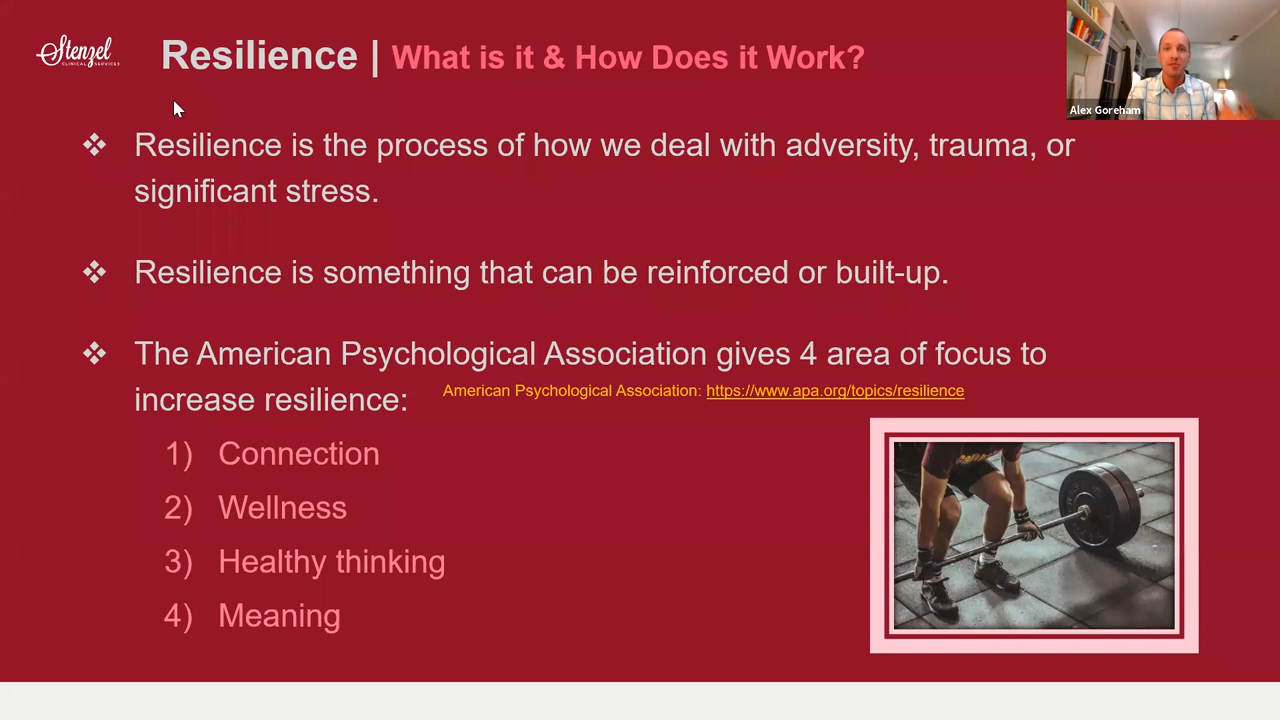 Stenzel
CLINICAL SERVICES
Resilience | What is it & How Does it Work?
Alex Goreham
❖ Resilience is the process of how we deal with adversity, trauma, or
significant stress.
❖ Resilience is something that can be reinforced or built-up.
❖ The American Psychological Association gives 4 area of focus to
increase resilience:
American Psychological Association: https://www.apa.org/topics/resilience
1) Connection
2) Wellness
3) Healthy thinking
4) Meaning